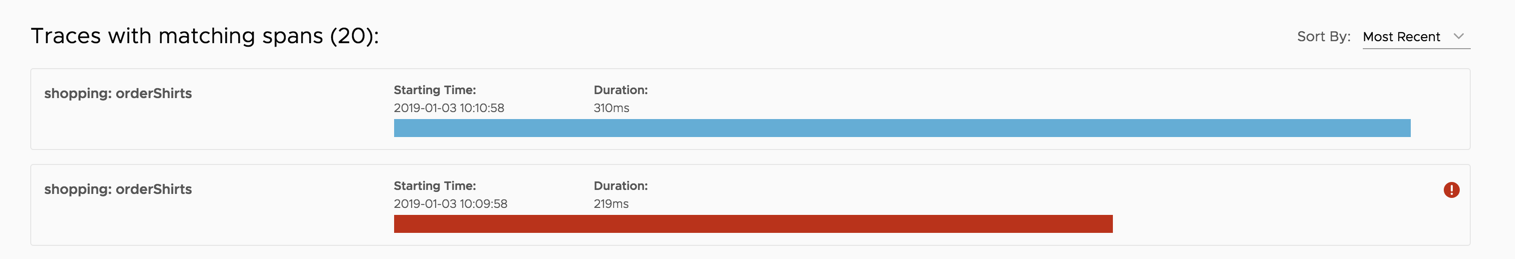 Traces with matching spans (20):
Sort By: Most Recent
shopping: orderShirts
Starting Time: Duration:
2019-01-03 10:10:58 310ms
shopping: orderShirts
Starting Time: Duration:
2019-01-03 10:09:58 219ms